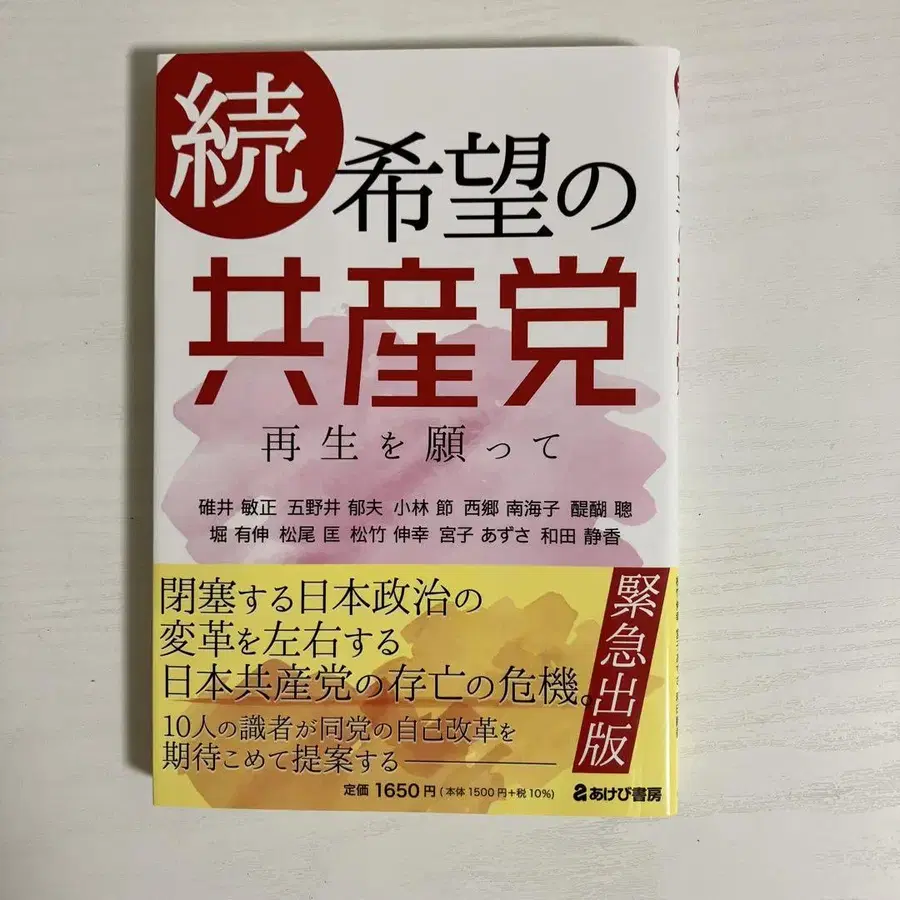 続
希望の
共産党
再生を願って
碓井 敏正 五野井 郁夫 小林 節 西郷 南海子 醍醐 聰
堀 有伸 松尾 匡 松竹 伸幸 宮子 あずさ 和田 静香
閉塞する日本政治の
変革を左右する
日本共産党の存亡の危機。
10人の識者が同党の自己改革を
期待こめて提案する――――
緊急出版
定価 1650円(本体1500円+税10%)
あけび書房